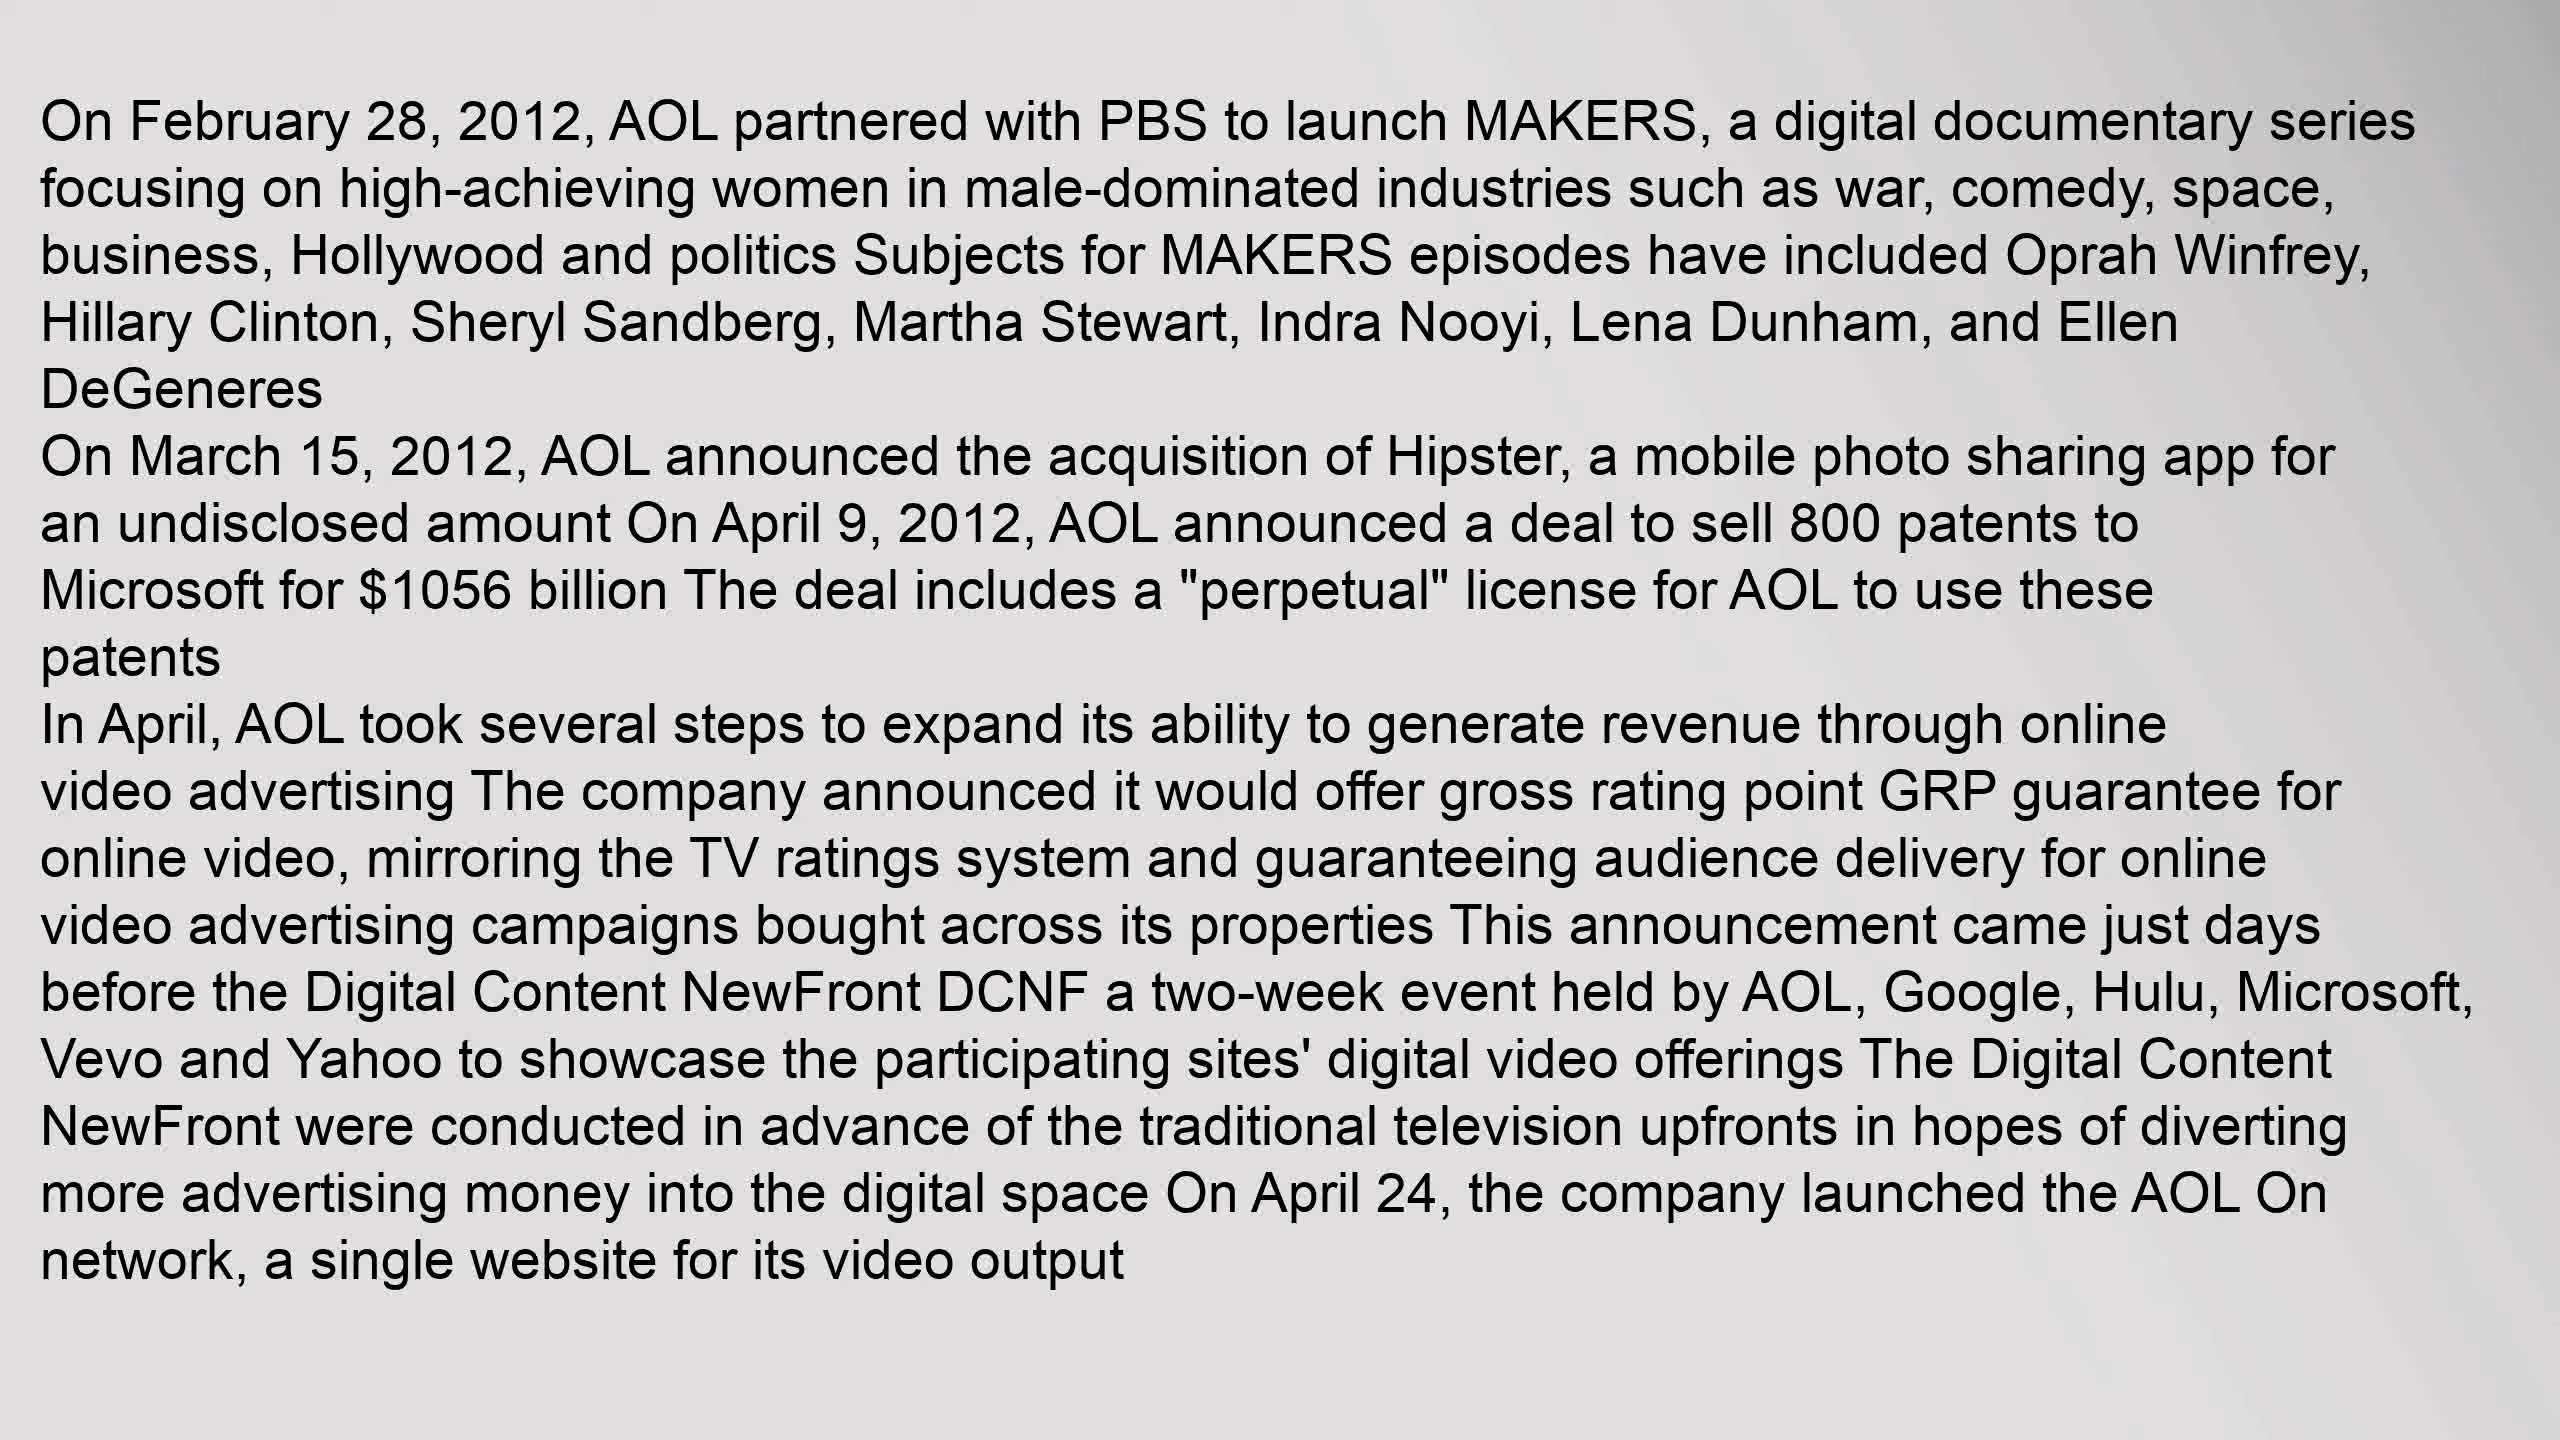 On February 28, 2012, AOL partnered with PBS to launch MAKERS, a digital documentary series
focusing on high-achieving women in male-dominated industries such as war, comedy, space,
business, Hollywood and politics Subjects for MAKERS episodes have included Oprah Winfrey,
Hillary Clinton, Sheryl Sandberg, Martha Stewart, Indra Nooyi, Lena Dunham, and Ellen
DeGeneres
On March 15, 2012, AOL announced the acquisition of Hipster, a mobile photo sharing app for
an undisclosed amount On April 9, 2012, AOL announced a deal to sell 800 patents to
Microsoft for $1056 billion The deal includes a "perpetual" license for AOL to use these
patents
In April, AOL took several steps to expand its ability to generate revenue through online
video advertising The company announced it would offer gross rating point GRP guarantee for
online video, mirroring the TV ratings system and guaranteeing audience delivery for online
video advertising campaigns bought across its properties This announcement came just days
before the Digital Content NewFront DCNF a two-week event held by AOL, Google, Hulu, Microsoft,
Vevo and Yahoo to showcase the participating sites' digital video offerings The Digital Content
NewFront were conducted in advance of the traditional television upfronts in hopes of diverting
more advertising money into the digital space On April 24, the company launched the AOL On
network, a single website for its video output